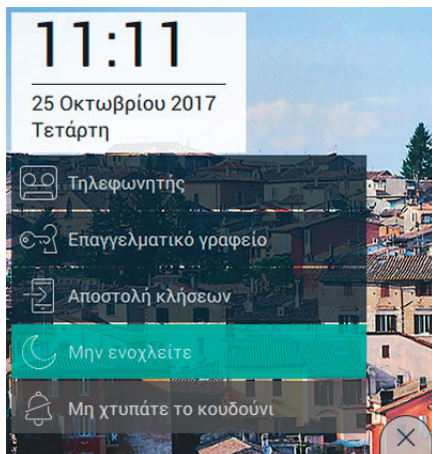 11:11
25 Οκτωβρίου 2017
Τετάρτη
Τηλεφωνητής
Επαγγελματικό γραφείο
Αποστολή κλήσεων
Μην ενοχλείτε
Μη χτυπάτε το κουδούνι